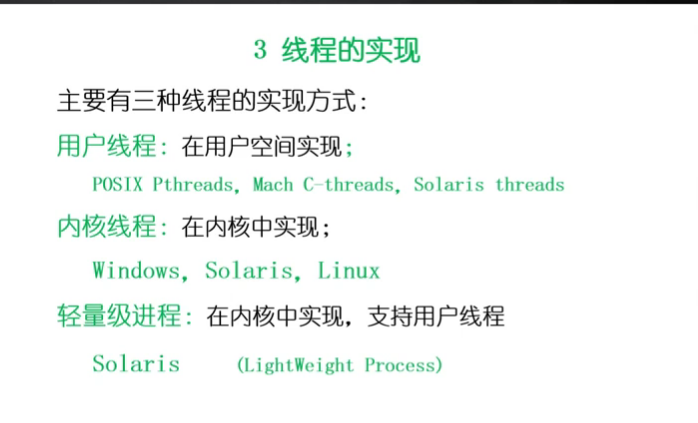 3 线程的实现
主要有三种线程的实现方式：
用户线程：在用户空间实现；
POSIX Pthreads, Mach C-threads, Solaris threads
内核线程：在内核中实现；
Windows, Solaris, Linux
轻量级进程：在内核中实现，支持用户线程
Solaris (LightWeight Process)